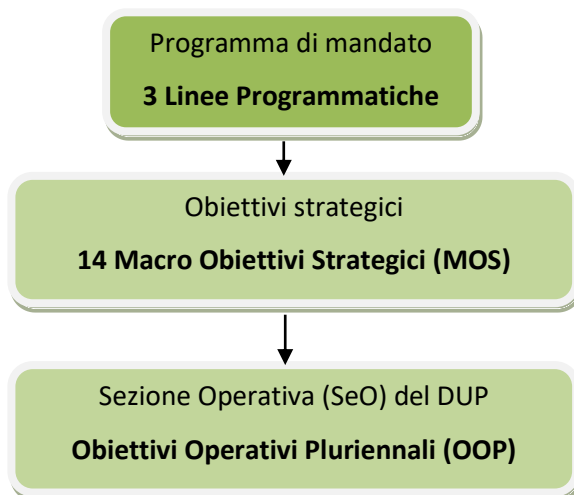 Programma di mandato
3 Linee Programmatiche
Obiettivi strategici
14 Macro Obiettivi Strategici (MOS)
Sezione Operativa (SeO) del DUP
Obiettivi Operativi Pluriennali (OOP)